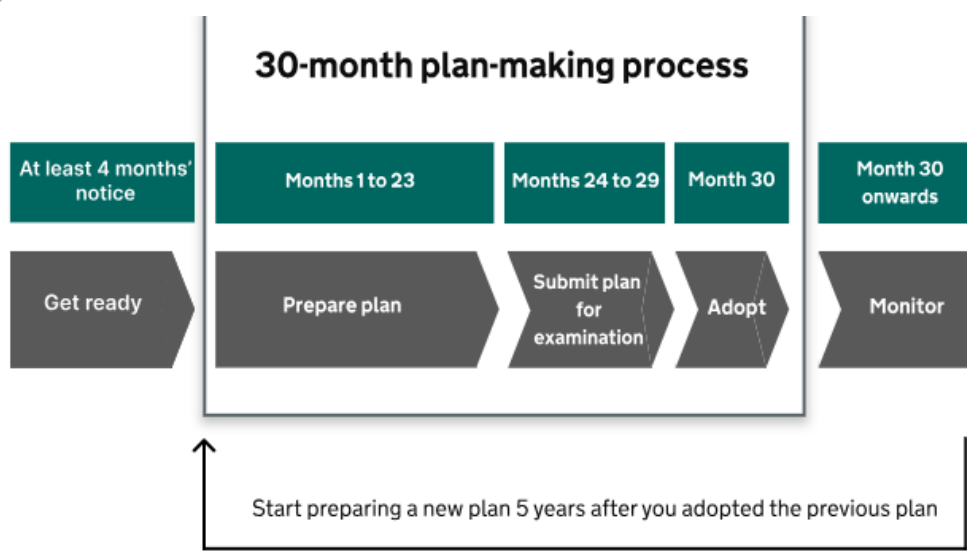 30-month plan-making process
At least 4 months'
notice
Months 1 to 23
Months 24 to 29
Month 30
Month 30
onwards
Get ready
Prepare plan
Submit plan
for
examination
Adopt
Monitor
Start preparing a new plan 5 years after you adopted the previous plan